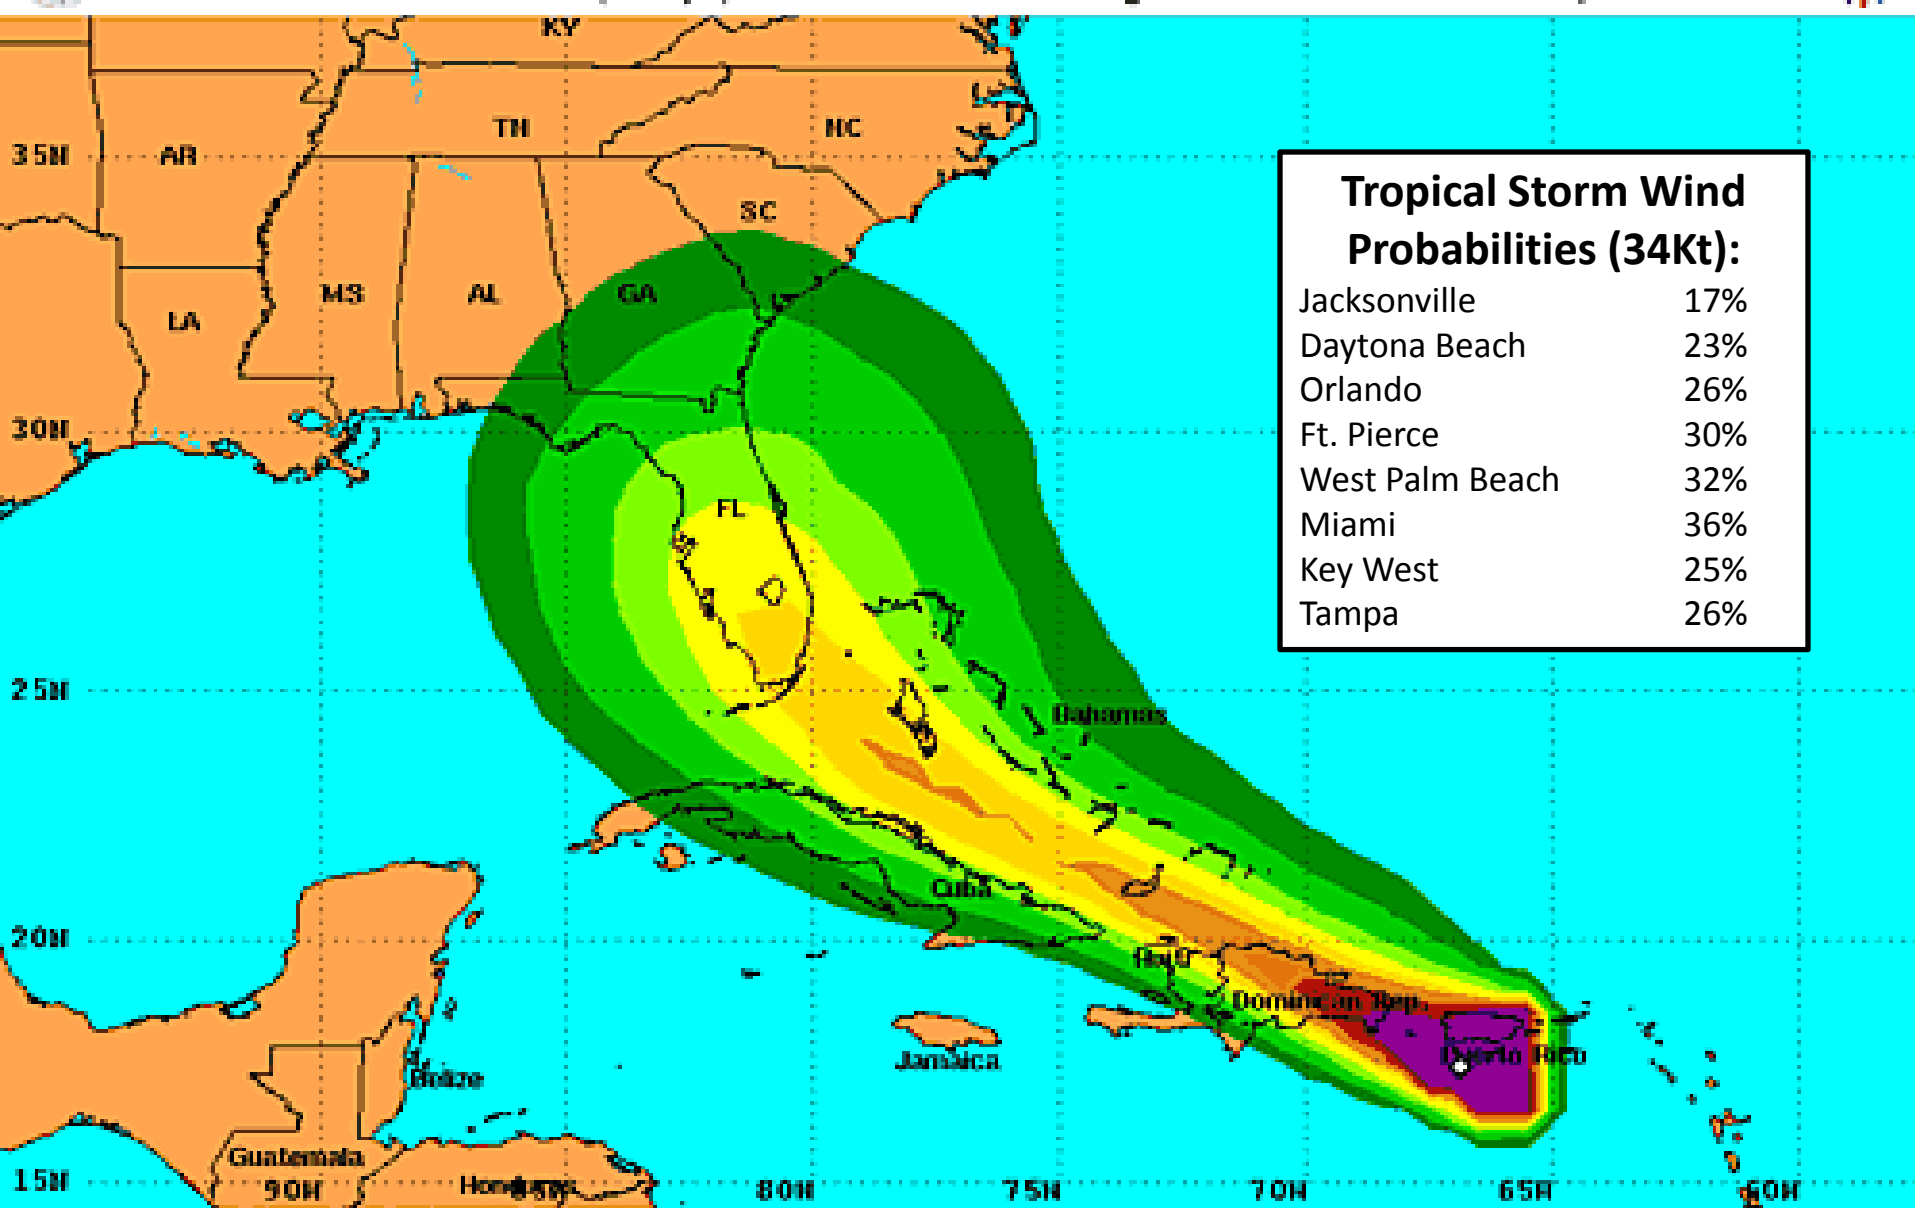 KY
TN
NC
35N
AR
SC
Tropical Storm Wind
Probabilities (34Kt):
Jacksonville 17%
Daytona Beach 23%
Orlando 26%
Ft. Pierce 30%
West Palm Beach 32%
Miami 36%
Key West 25%
Tampa 26%
MS
AL
GA
LA
30N
FL
25N
Bahamas
Cuba
20N
Haiti
Dominican Rep.
Jamaica
Puerto Rico
Belize
Guatemala
15N
90W
Honduras
80W
75W
70W
65W
60W